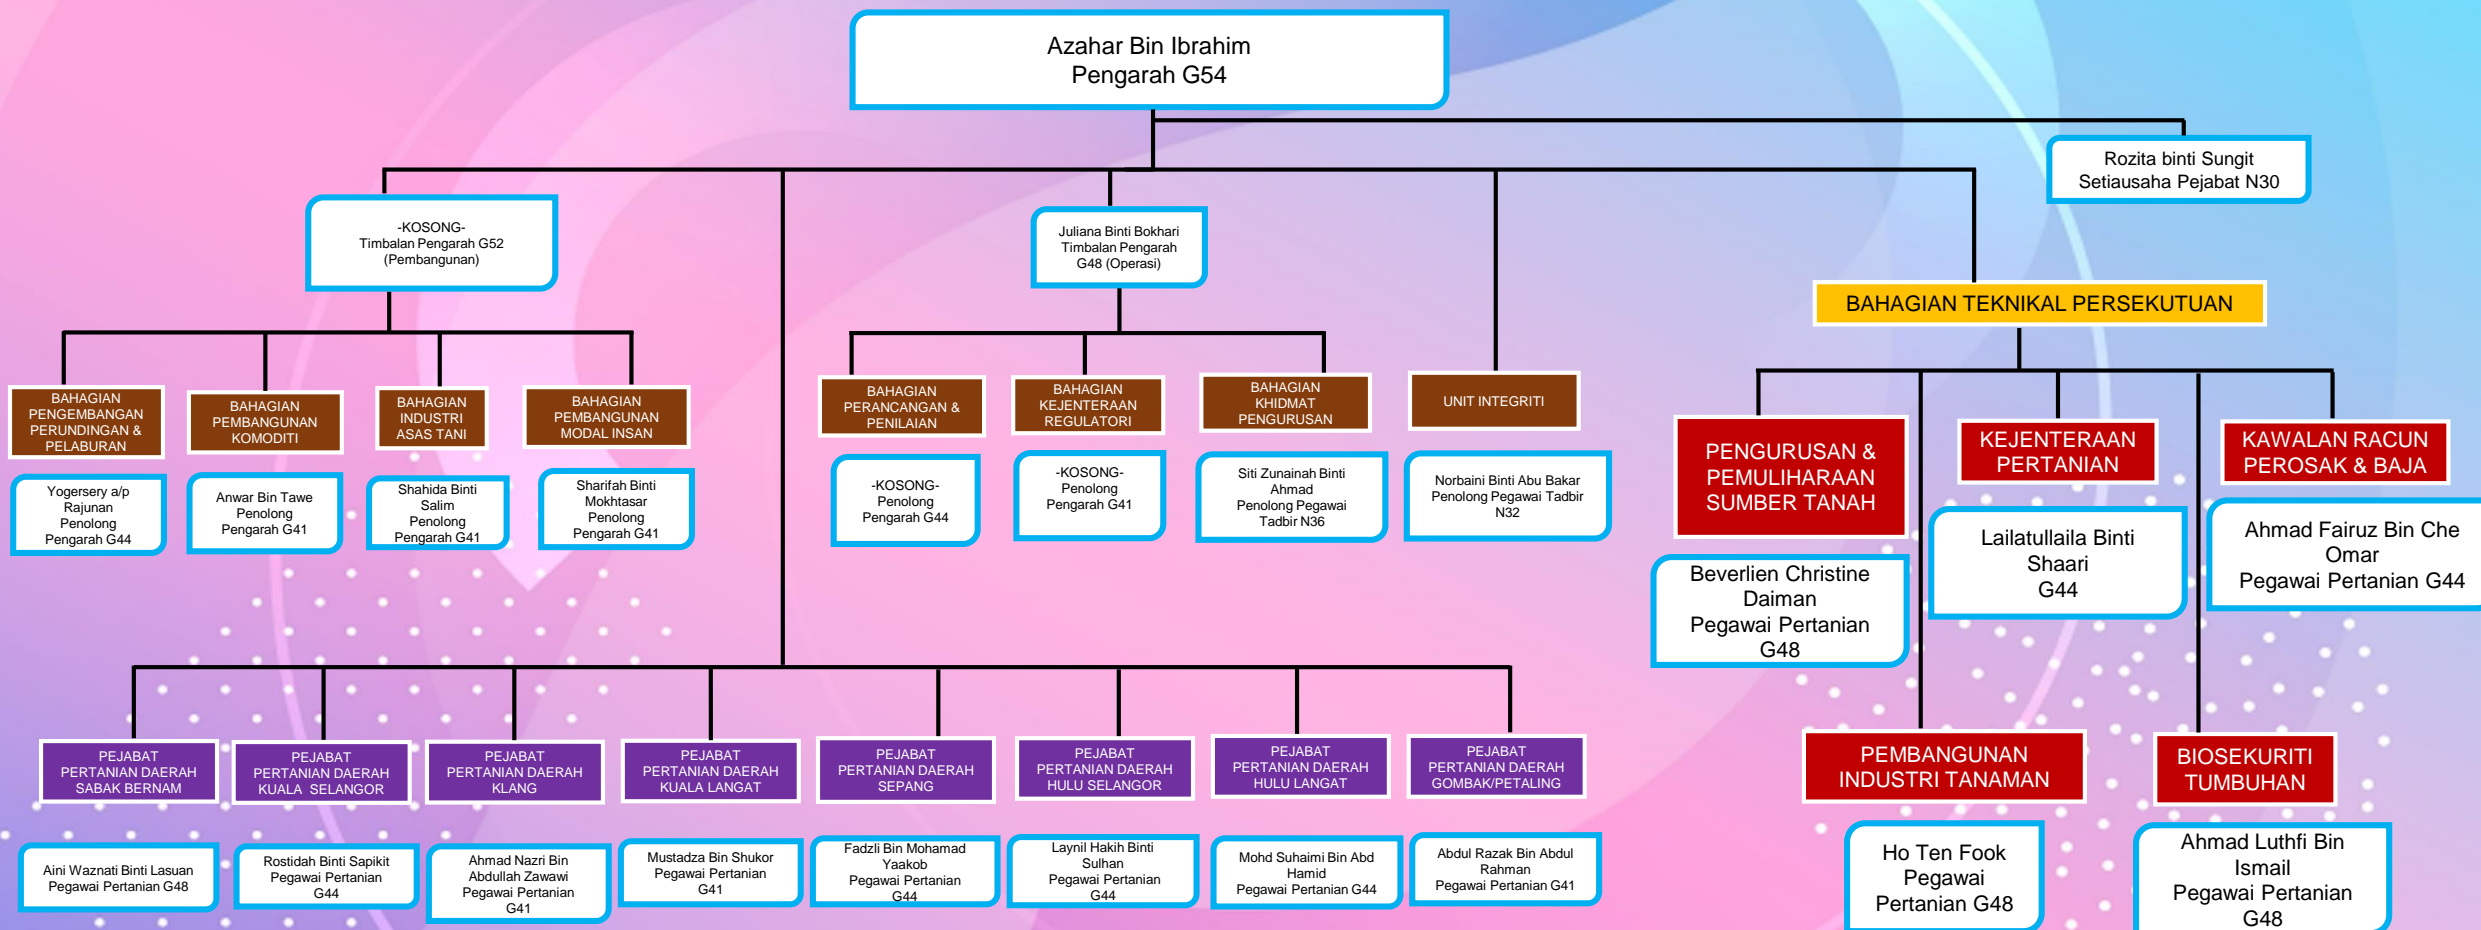 Azahar Bin Ibrahim
Pengarah G54
Rozita binti Sungit
Setiausaha Pejabat N30
-KOSONG-
Timbalan Pengarah G52
(Pembangunan)
Juliana Binti Bokhari
Timbalan Pengarah
G48 (Operasi)
BAHAGIAN TEKNIKAL PERSEKUTUAN
BAHAGIAN
PENGEMBANGAN
PERUNDINGAN &
PELABURAN
BAHAGIAN
PEMBANGUNAN
KOMODITI
BAHAGIAN
INDUSTRI
ASAS TANI
BAHAGIAN
PEMBANGUNAN
MODAL INSAN
BAHAGIAN
PERANCANGAN &
PENILAIAN
BAHAGIAN
KEJENTERAAN
REGULATORI
BAHAGIAN
KHIDMAT
PENGURUSAN
UNIT INTEGRITI
Yogersery a/p
Rajunan
Penolong
Pengarah G44
Anwar Bin Tawe
Penolong
Pengarah G41
Shahida Binti
Salim
Penolong
Pengarah G41
Sharifah Binti
Mokhtasar
Penolong
Pengarah G41
-KOSONG-
Penolong
Pengarah G44
-KOSONG-
Penolong
Pengarah G41
Siti Zunainah Binti
Ahmad
Penolong Pegawai
Tadbir N36
Norbaini Binti Abu Bakar
Penolong Pegawai Tadbir
N32
PENGURUSAN &
PEMULIHARAAN
SUMBER TANAH
KEJENTERAAN
PERTANIAN
KAWALAN RACUN
PEROSAK & BAJA
Beverlien Christine
Daiman
Pegawai Pertanian
G48
Lailatullaila Binti
Shaari
G44
Ahmad Fairuz Bin Che
Omar
Pegawai Pertanian G44
PEJABAT
PERTANIAN DAERAH
SABAK BERNAM
PEJABAT
PERTANIAN DAERAH
KUALA SELANGOR
PEJABAT
PERTANIAN DAERAH
KLANG
PEJABAT
PERTANIAN DAERAH
KUALA LANGAT
PEJABAT
PERTANIAN DAERAH
SEPANG
PEJABAT
PERTANIAN DAERAH
HULU SELANGOR
PEJABAT
PERTANIAN DAERAH
HULU LANGAT
PEJABAT
PERTANIAN DAERAH
GOMBAK/PETALING
PEMBANGUNAN
INDUSTRI TANAMAN
BIOSEKURITI
TUMBUHAN
Aini Waznati Binti Lasuan
Pegawai Pertanian G48
Rostidah Binti Sapikit
Pegawai Pertanian
G44
Ahmad Nazri Bin
Abdullah Zawawi
Pegawai Pertanian
G41
Mustadza Bin Shukor
Pegawai Pertanian
G41
Fadzli Bin Mohamad
Yaakob
Pegawai Pertanian
G44
Laynil Hakih Binti
Sulhan
Pegawai Pertanian
G44
Mohd Suhaimi Bin Abd
Hamid
Pegawai Pertanian G44
Abdul Razak Bin Abdul
Rahman
Pegawai Pertanian G41
Ho Ten Fook
Pegawai
Pertanian G48
Ahmad Luthfi Bin
Ismail
Pegawai Pertanian
G48